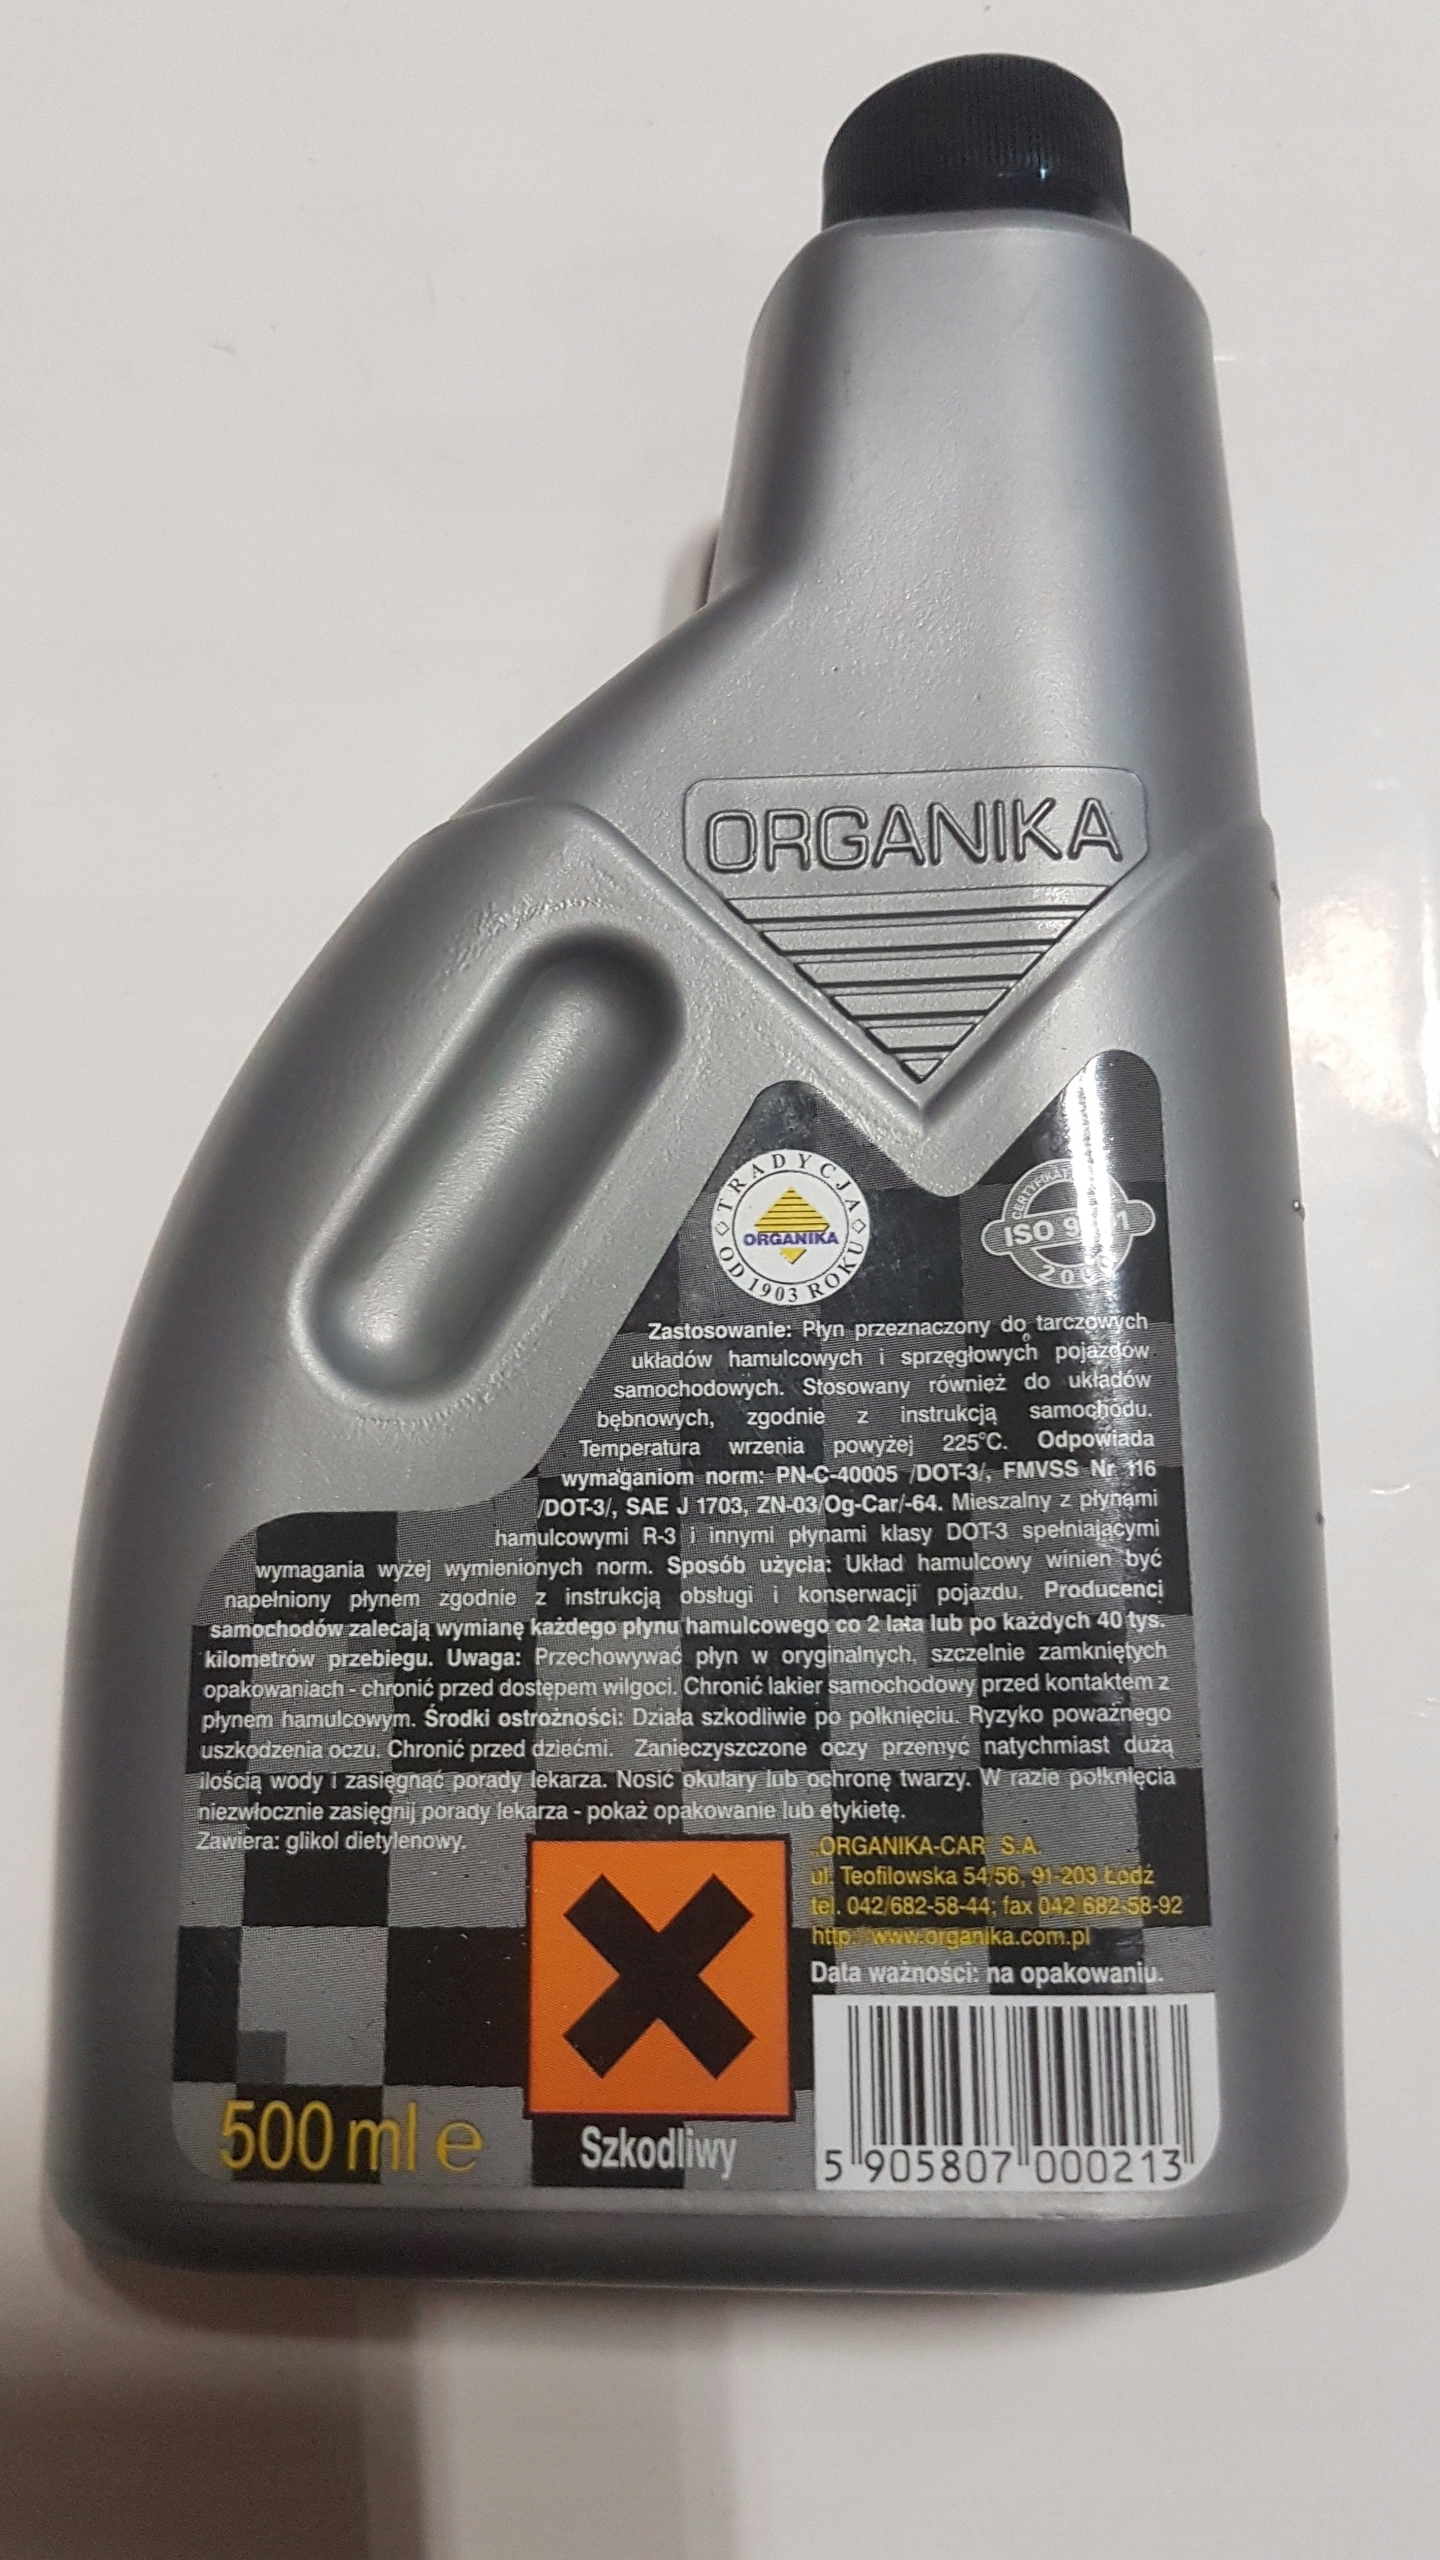 ORGANIKA
TRADYCJA
ORGANIKA
OD 1903 ROKU
ISO
Zastosowanie: Płyn przeznaczony do tarczowych
układów hamulcowych i sprzęgłowych pojazdów
samochodowych. Stosowany również do układów
bębnowych, zgodnie z instrukcją samochodu.
Temperatura wrzenia powyżej 225°C. Odpowiada
wymaganiom norm: PN-C-40005 /DOT-3/, FMVSS Nr 116
/DOT-3/, SAE J 1703, ZN-03/Og-Car/-64. Mieszalny z płynami
hamulcowymi R-3 i innymi płynami klasy DOT-3 spełniającymi
wymagania wyżej wymienionych norm. Sposób użycia: Układ hamulcowy winien być
napełniony płynem zgodnie z instrukcją obsługi i konserwacji pojazdu. Producenci
samochodów zalecają wymianę każdego płynu hamulcowego co 2 lata lub po każdych 40 tys.
kilometrów przebiegu. Uwaga: Przechowywać płyn w oryginalnych, szczelnie zamkniętych
opakowaniach - chronić przed dostępem wilgoci. Chronić lakier samochodowy przed kontaktem z
płynem hamulcowym. Środki ostrożności: Działa szkodliwie po połknięciu. Ryzyko poważnego
uszkodzenia oczu. Chronić przed dziećmi. Zanieczyszczone oczy przemyć natychmiast dużą
ilością wody i zasięgnąć porady lekarza. Nosić okulary lub ochronę twarzy. W razie połknięcia
niezwłocznie zasięgnij porady lekarza - pokaż opakowanie lub etykietę.
Zawiera: glikol dietylenowy.
„ORGANIKA-CAR" S.A.
ul. Teofilowska 54/56, 91-203 Łodź
tel. 042/682-58-44; fax 042 682-58-92
http://www.organika.com.pl
Data ważności: na opakowaniu.
500 ml e
Szkodliwy
5 905807 000213